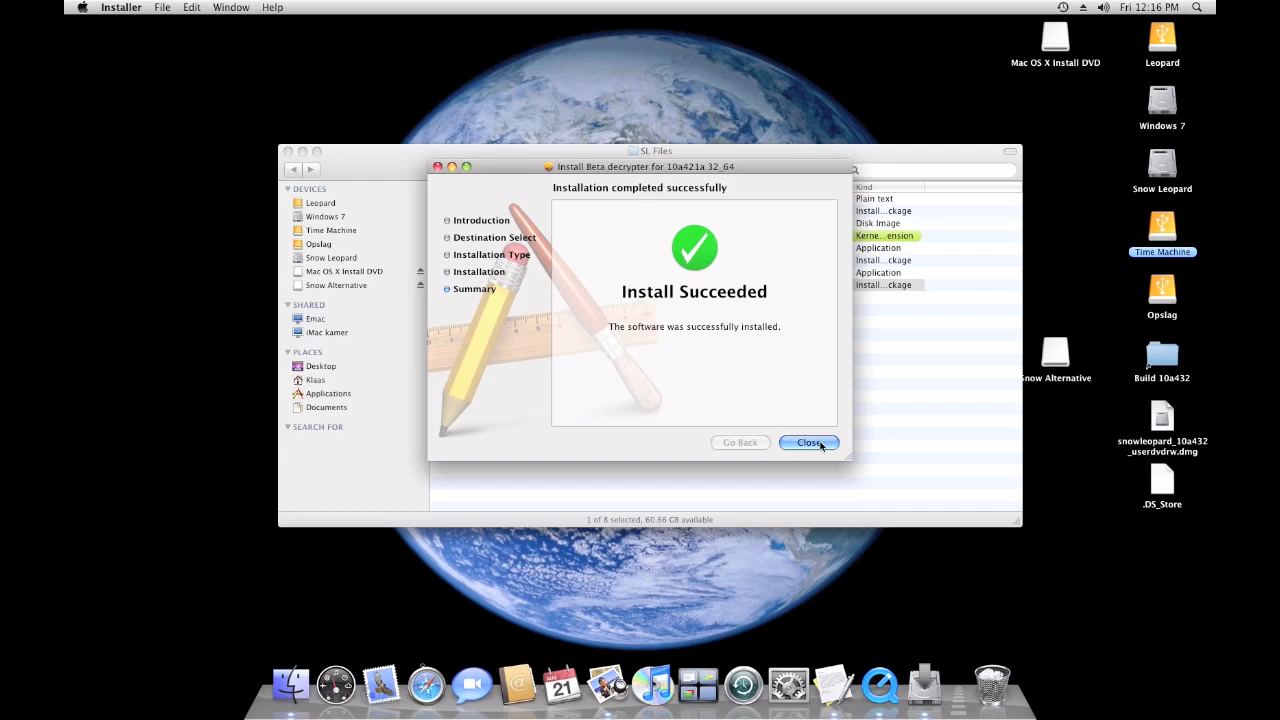 Installer File Edit Window Help Fri 12:16 PM
Mac OS X Install DVD
Leopard
Windows 7
Snow Leopard
Time Machine
Opslag
Snow Alternative
Build 10a432
snowleopard_10a432
_userdvdrw.dmg
.DS_Store
SL Files
DEVICES
Leopard
Windows 7
Time Machine
Opslag
Snow Leopard
Mac OS X Install DVD
Snow Alternative
SHARED
Emac
iMac kamer
PLACES
Desktop
Klaas
Applications
Documents
SEARCH FOR
Install Beta decrypter for 10a421a 32_64
Installation completed successfully
Introduction
Destination Select
Installation Type
Installation
Summary
Install Succeeded
The software was successfully installed.
Go Back Close
Kind
Plain text
Install...ckage
Disk Image
Kerne...ension
Application
Install...ckage
Application
Install...ckage
1 of 8 selected, 60.66 GB available
AUG
21